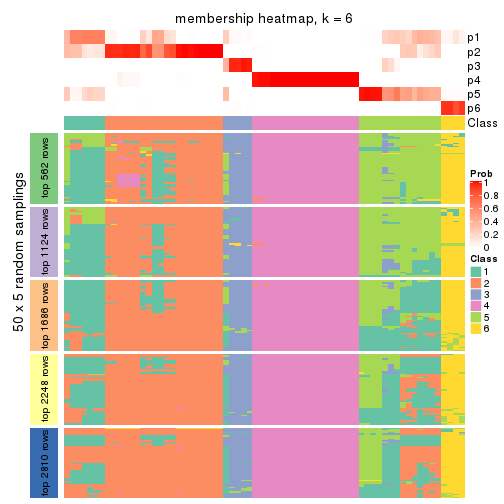 membership heatmap, k = 6
p1
p2
p3
p4
p5
p6
Class
50 x 5 random samplings
top 562 rows
top 1124 rows
top 1686 rows
top 2248 rows
top 2810 rows
Prob
1
0.8
0.6
0.4
0.2
0
Class
1
2
3
4
5
6